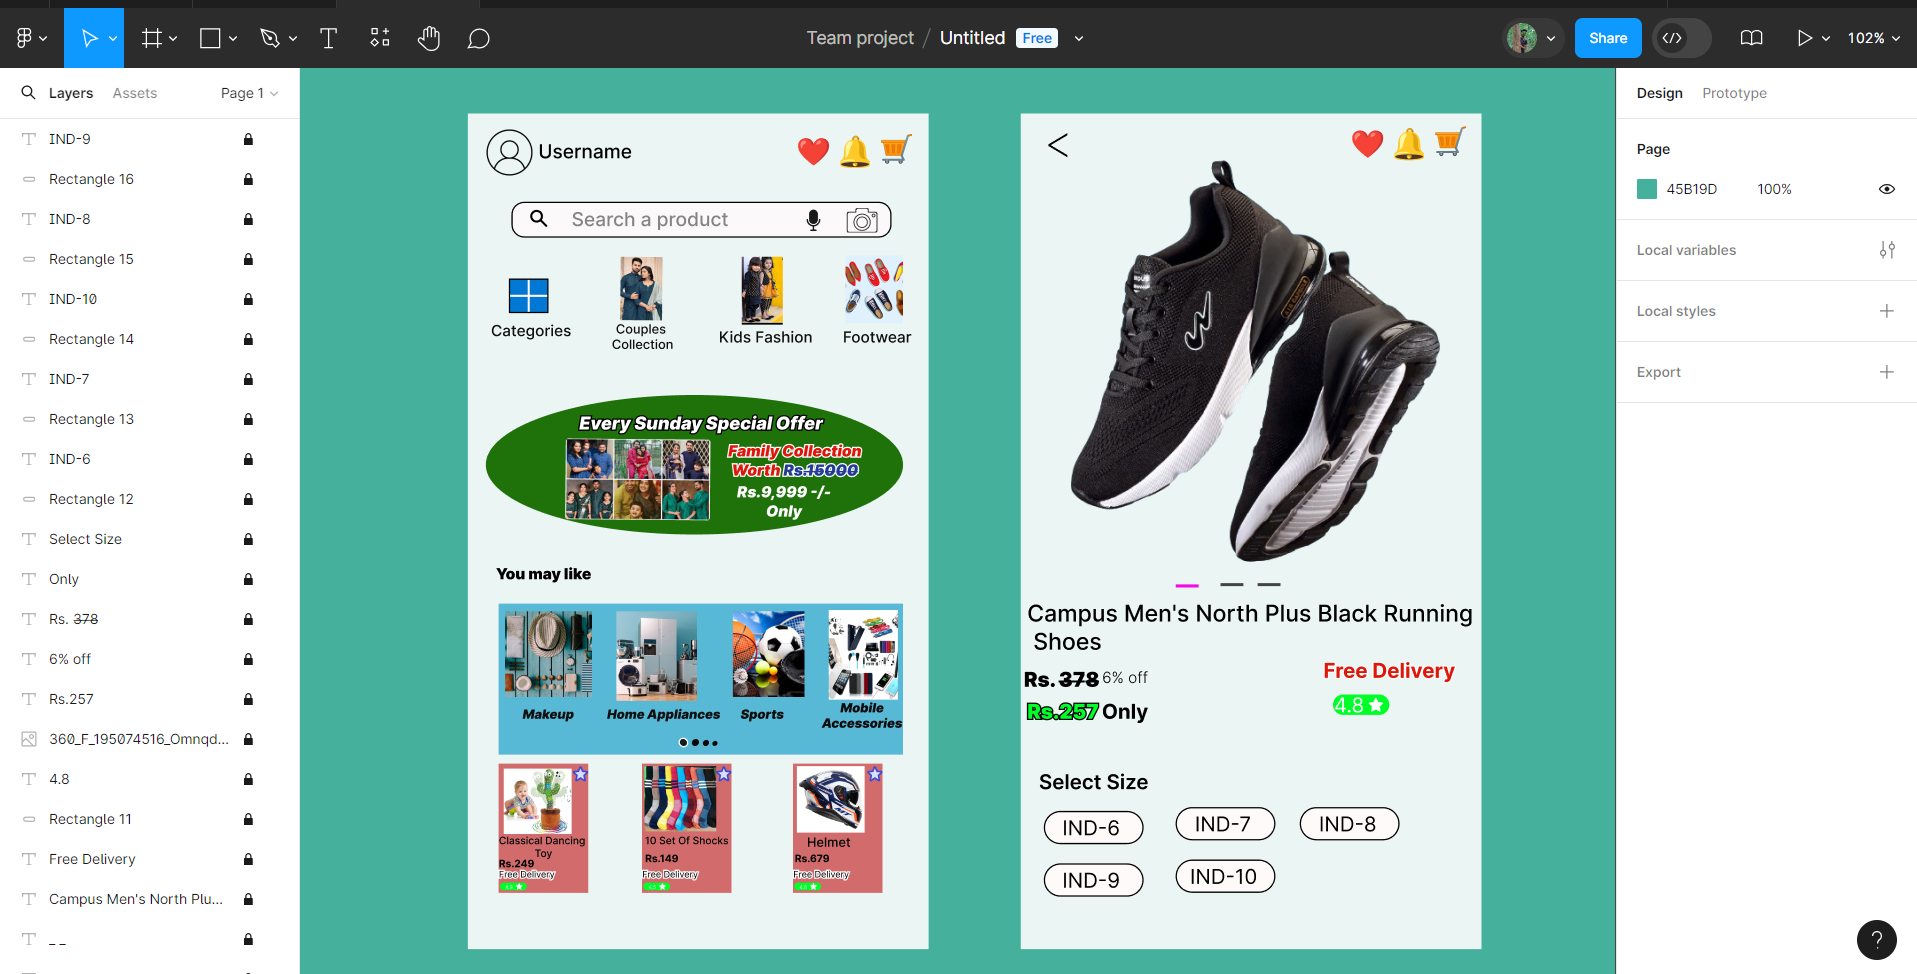 Team project / Untitled Free
Share
102%
Layers
Assets
Page 1
IND-9
Rectangle 16
IND-8
Rectangle 15
IND-10
Rectangle 14
IND-7
Rectangle 13
IND-6
Rectangle 12
Select Size
Only
Rs. 378
6% off
Rs.257
360_F_195074516_Omnqd...
4.8
Rectangle 11
Free Delivery
Campus Men's North Plu...
_ _ _
Username
Search a product
Categories
Couples
Collection
Kids Fashion
Footwear
Every Sunday Special Offer
Family Collection
Worth Rs.15000
Rs.9,999 -/-
Only
You may like
Makeup
Home Appliances
Sports
Mobile
Accessories
Classical Dancing
Toy
Rs.249
Free Delivery
10 Set Of Shocks
Rs.149
Free Delivery
Helmet
Rs.679
Free Delivery
Campus Men's North Plus Black Running
Shoes
Rs. 378 6% off
Rs.257 Only
Free Delivery
4.8
Select Size
IND-6
IND-7
IND-8
IND-9
IND-10
Design
Prototype
Page
45B19D
100%
Local variables
Local styles
Export
?